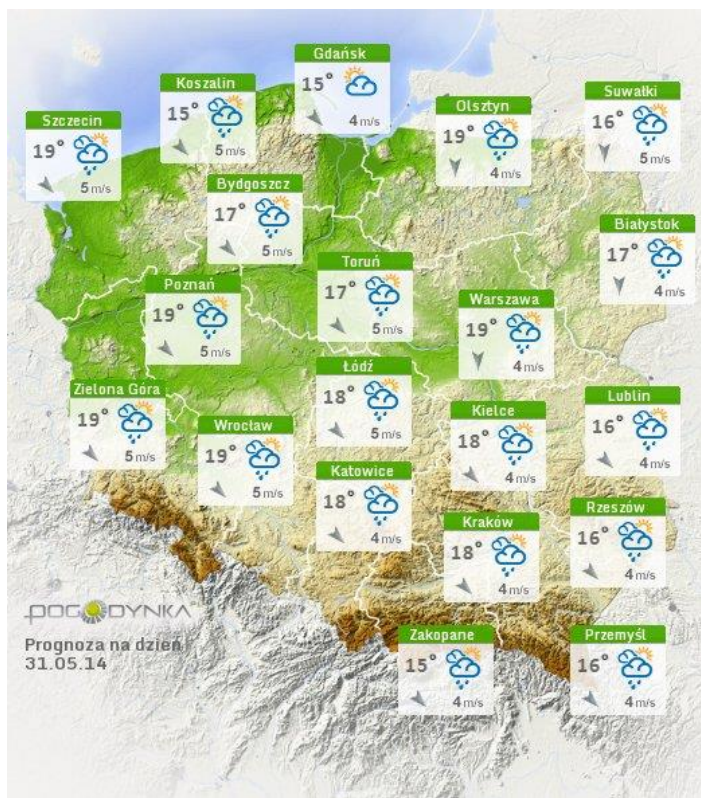 Gdańsk
15°
4 m/s
Koszalin
15°
5 m/s
Suwałki
16°
5 m/s
Olsztyn
19°
4 m/s
Szczecin
19°
5 m/s
Bydgoszcz
17°
5 m/s
Białystok
17°
4 m/s
Toruń
17°
5 m/s
Poznań
19°
5 m/s
Warszawa
19°
4 m/s
Łódź
18°
5 m/s
Zielona Góra
19°
5 m/s
Lublin
16°
4 m/s
Kielce
18°
4 m/s
Wrocław
19°
5 m/s
Katowice
18°
4 m/s
Rzeszów
16°
4 m/s
Kraków
18°
4 m/s
POGODYNKA
Prognoza na dzień
31.05.14
Zakopane
15°
4 m/s
Przemyśl
16°
4 m/s